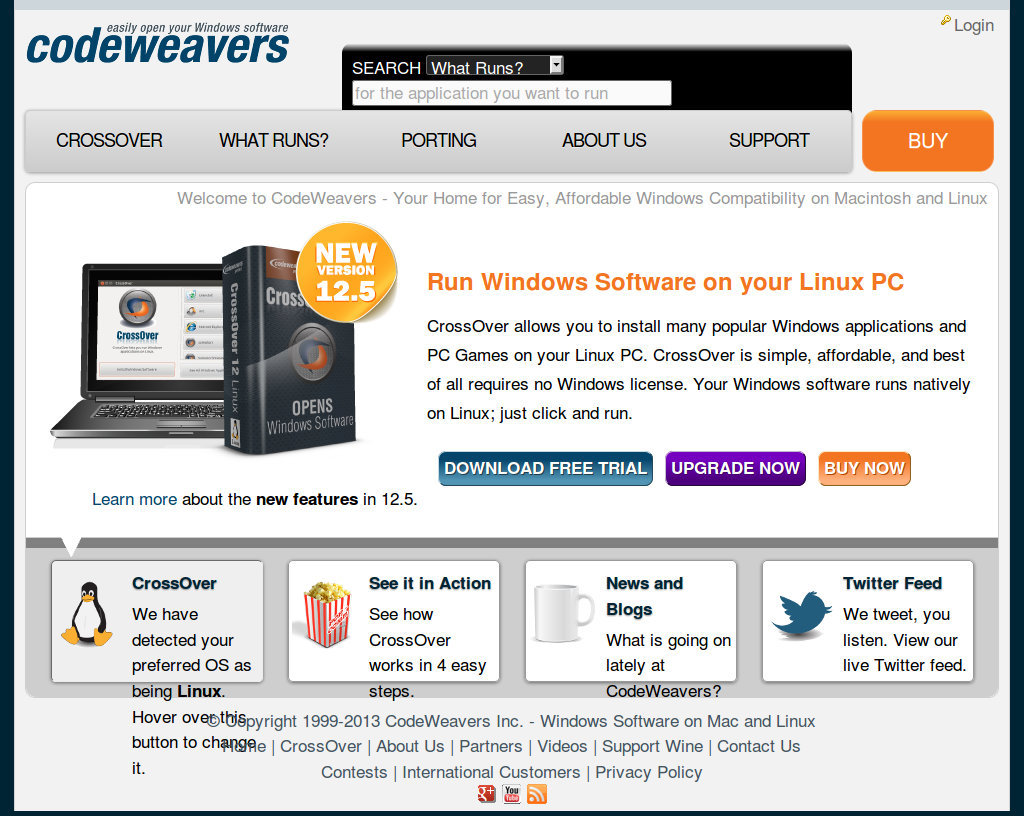 easily open your Windows software
codeweavers
Login
SEARCH What Runs?
for the application you want to run
CROSSOVER WHAT RUNS? PORTING ABOUT US SUPPORT BUY
Welcome to CodeWeavers - Your Home for Easy, Affordable Windows Compatibility on Macintosh and Linux
NEW
VERSION
12.5
CrossOver
CrossOver 12 Linux
OPENS
Windows Software
Run Windows Software on your Linux PC
CrossOver allows you to install many popular Windows applications and
PC Games on your Linux PC. CrossOver is simple, affordable, and best
of all requires no Windows license. Your Windows software runs natively
on Linux; just click and run.
DOWNLOAD FREE TRIAL UPGRADE NOW BUY NOW
Learn more about the new features in 12.5.
CrossOver
We have
detected your
preferred OS as
being Linux.
Hover over this
button to change
it.
See it in Action
See how
CrossOver
works in 4 easy
steps.
News and
Blogs
What is going on
lately at
CodeWeavers?
Twitter Feed
We tweet, you
listen. View our
live Twitter feed.
© Copyright 1999-2013 CodeWeavers Inc. - Windows Software on Mac and Linux
Home | CrossOver | About Us | Partners | Videos | Support Wine | Contact Us
Contests | International Customers | Privacy Policy
g+ You Tube